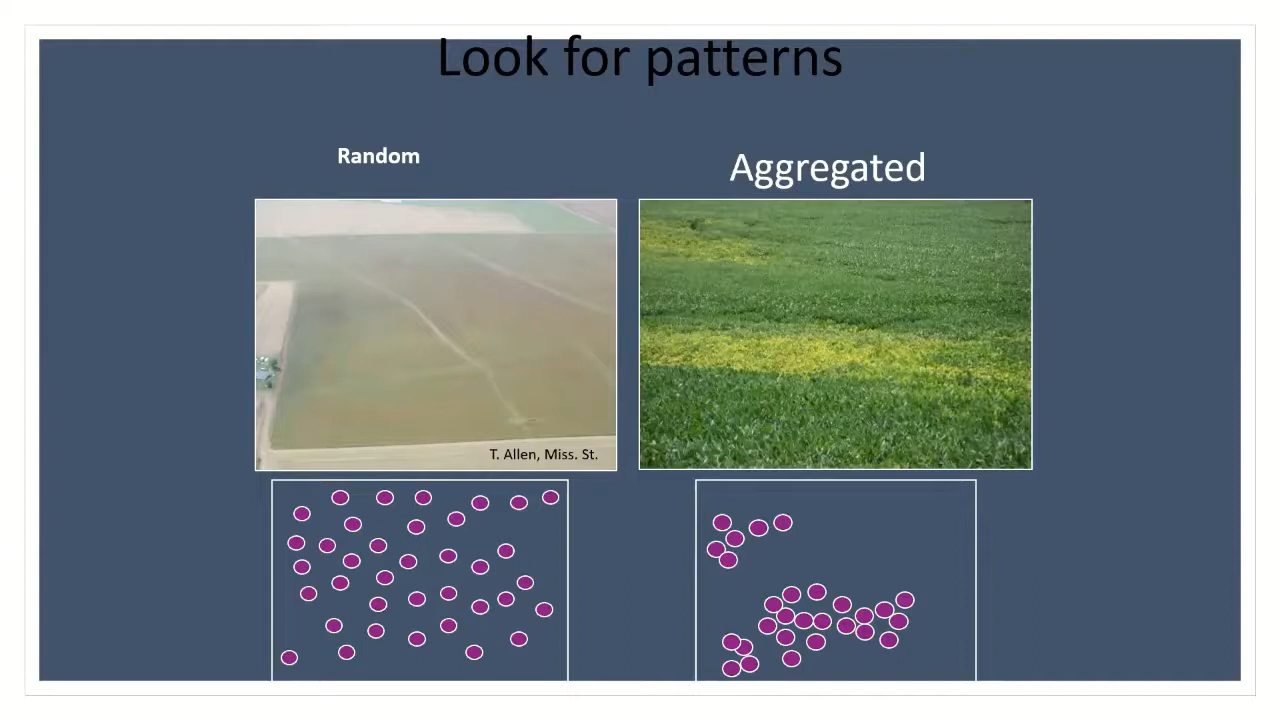 Look for patterns
Random
Aggregated
T. Allen, Miss. St.